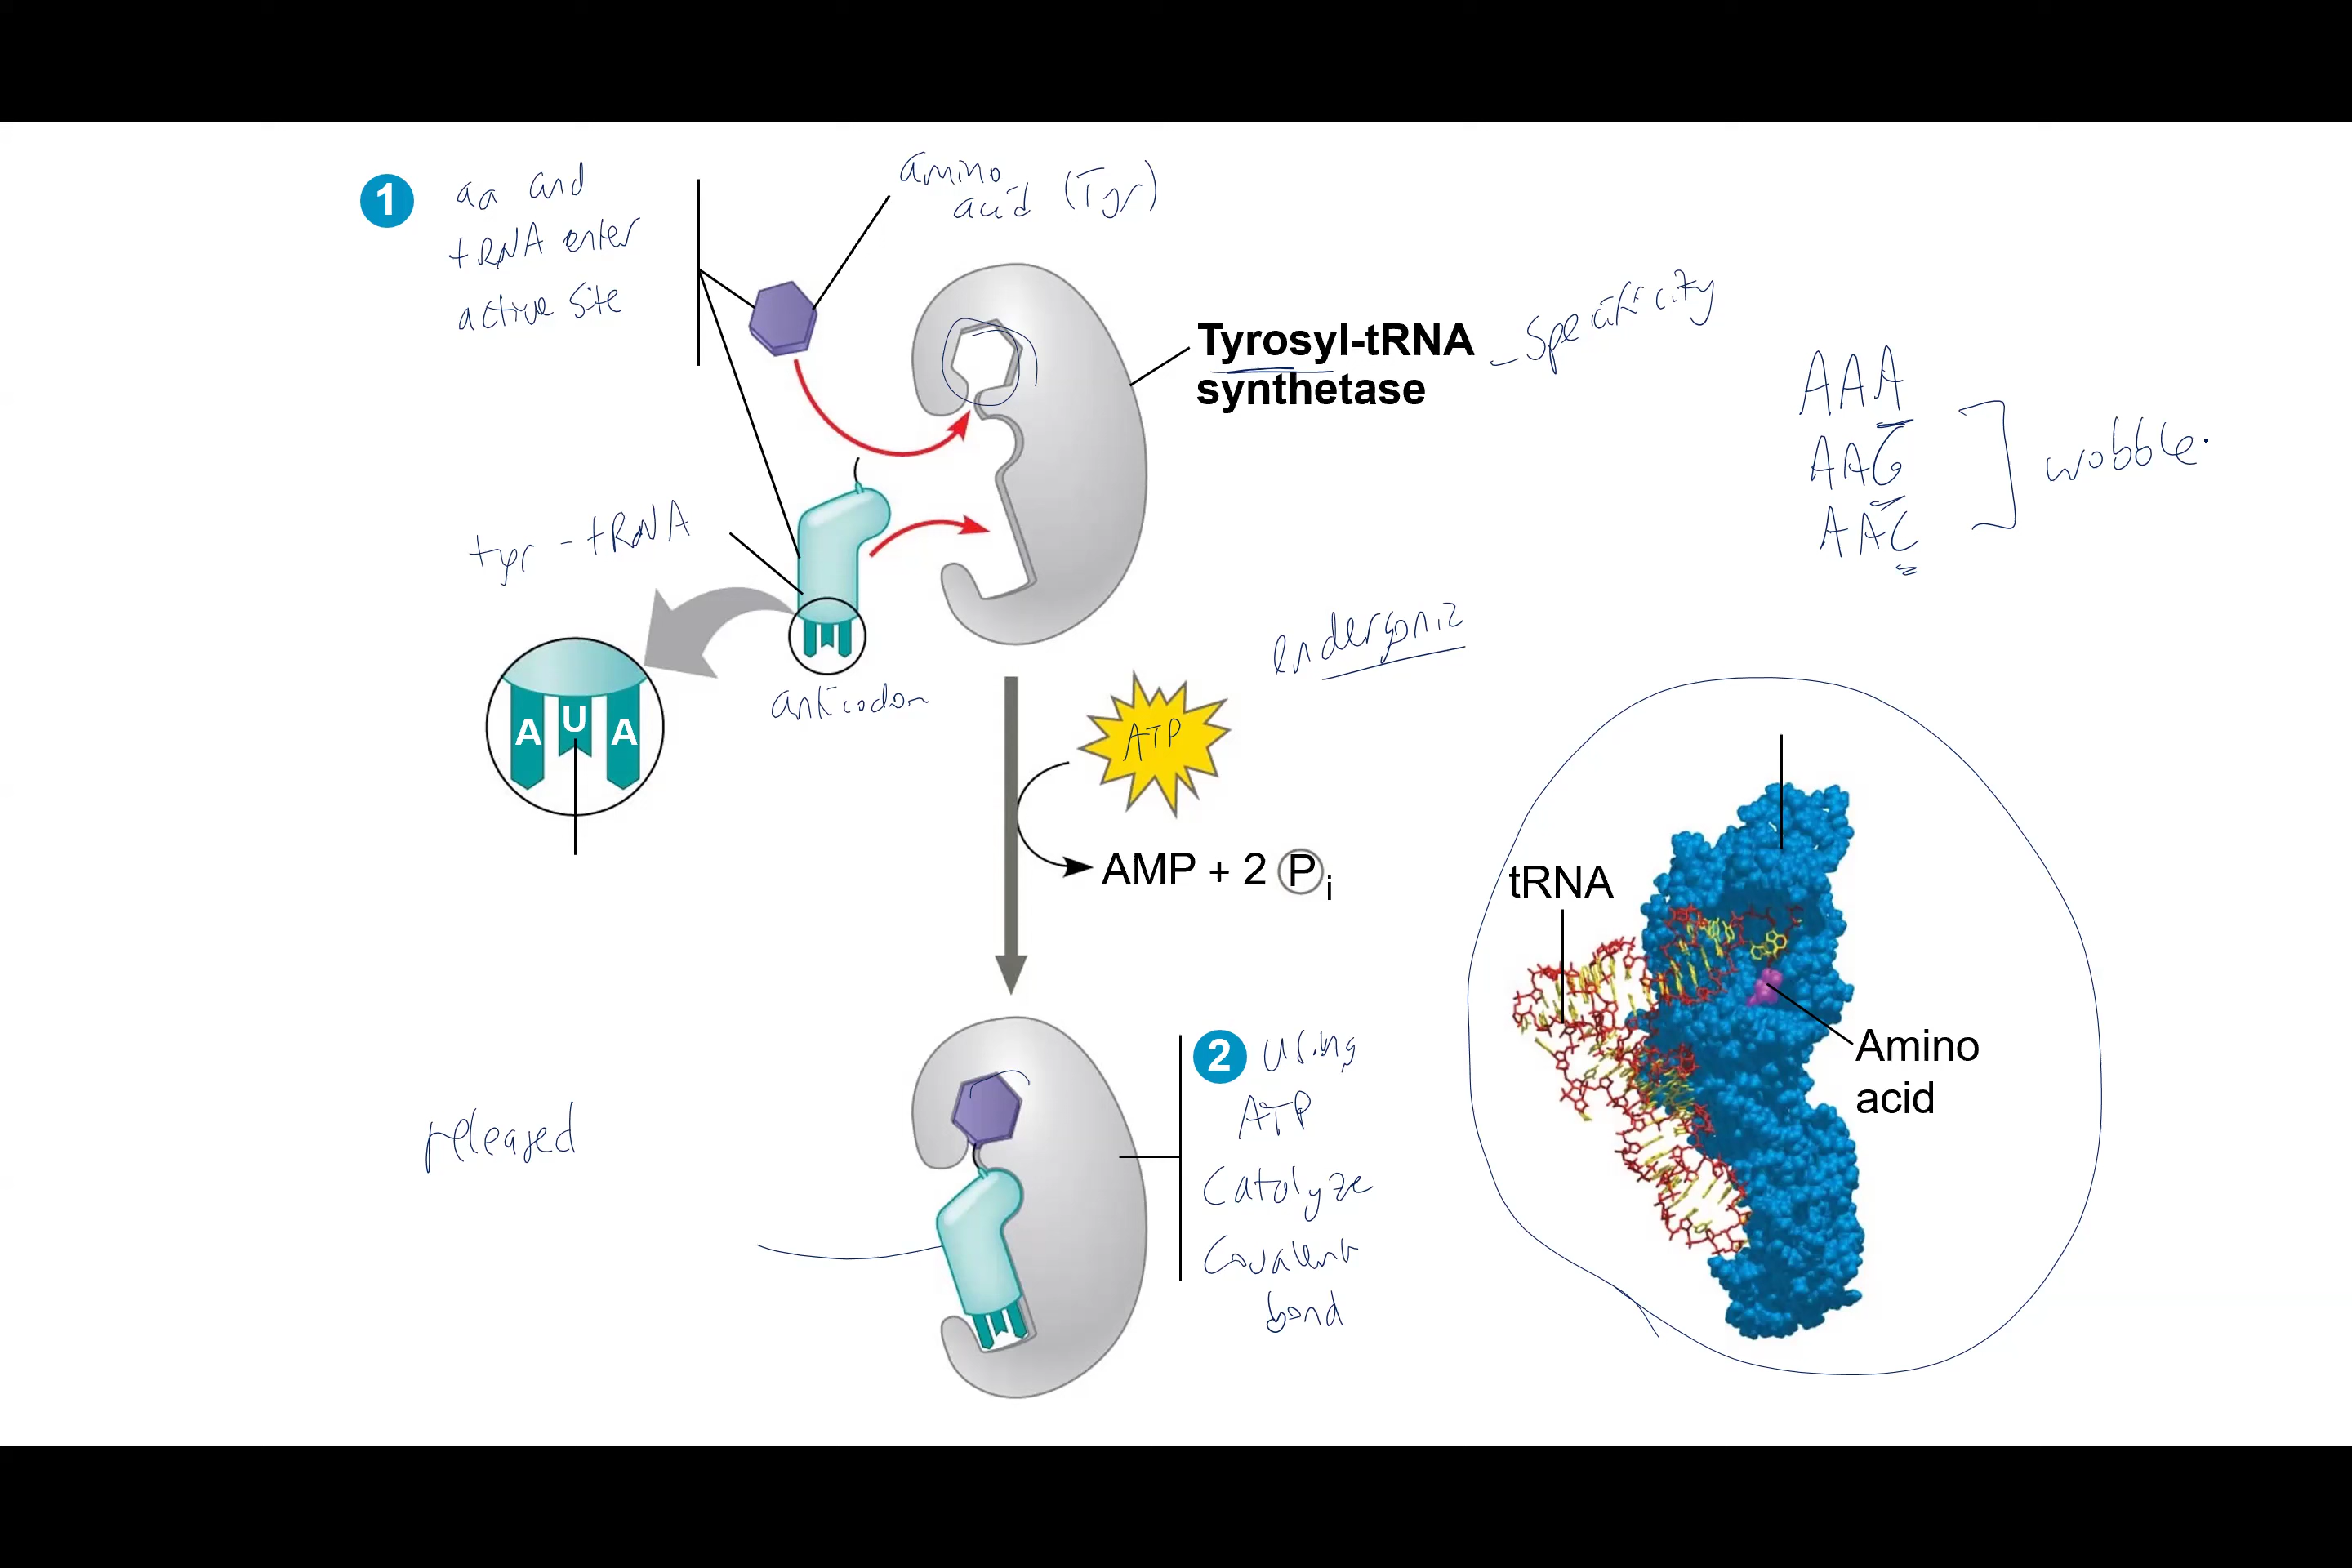 1
aa and
tRNA enter
active site
amino
acid (Tyr)
Tyrosyl-tRNA
synthetase
- specificity
AAA
AAG
AAC
wobble.
tyr - tRNA
anticodon
A U A
endergonic
ATP
AMP + 2 Pi
tRNA
Amino
acid
2 using
ATP
Catalyze
Covalent
bond
released